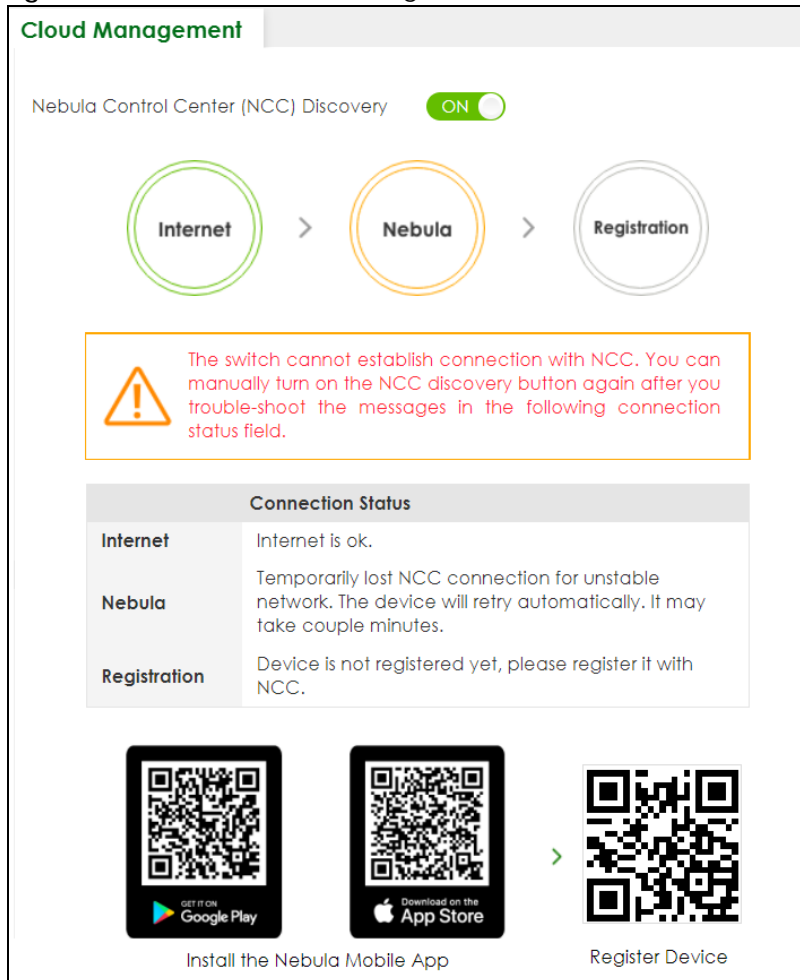 Cloud Management
Nebula Control Center (NCC) Discovery ON
Internet > Nebula > Registration
The switch cannot establish connection with NCC. You can
manually turn on the NCC discovery button again after you
trouble-shoot the messages in the following connection
status field.
Connection Status
Internet Internet is ok.
Nebula Temporarily lost NCC connection for unstable
network. The device will retry automatically. It may
take couple minutes.
Registration Device is not registered yet, please register it with
NCC.
GET IT ON
Google Play
Download on the
App Store
>
Install the Nebula Mobile App
Register Device